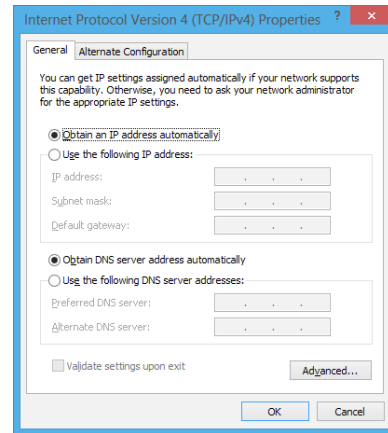 Internet Protocol Version 4 (TCP/IPv4) Properties ? ×
General Alternate Configuration
You can get IP settings assigned automatically if your network supports
this capability. Otherwise, you need to ask your network administrator
for the appropriate IP settings.
Obtain an IP address automatically
Use the following IP address:
IP address:
Subnet mask:
Default gateway:
Obtain DNS server address automatically
Use the following DNS server addresses:
Preferred DNS server:
Alternate DNS server:
Validate settings upon exit
Advanced...
OK Cancel